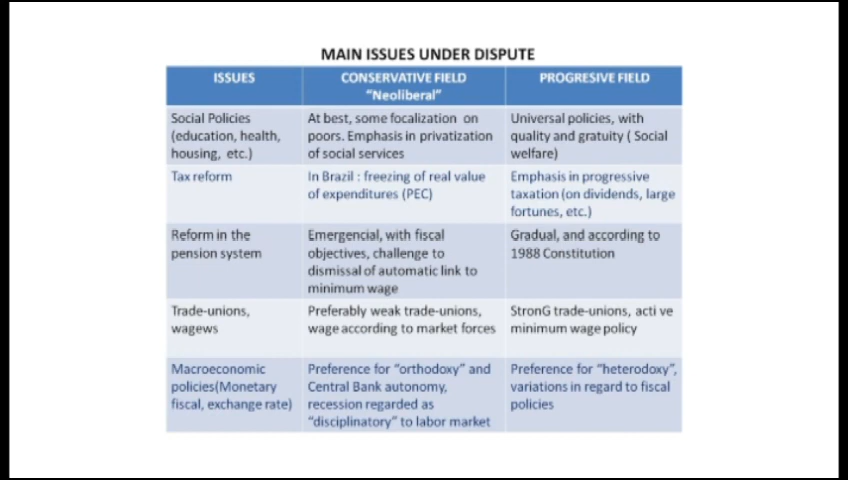 MAIN ISSUES UNDER DISPUTE
ISSUES
CONSERVATIVE FIELD
"Neoliberal"
PROGRESIVE FIELD
Social Policies
(education, health,
housing, etc.)
At best, some focalization on
poors. Emphasis in privatization
of social services
Universal policies, with
quality and gratuity ( Social
welfare)
Tax reform
In Brazil : freezing of real value
of expenditures (PEC)
Emphasis in progressive
taxation (on dividends, large
fortunes, etc.)
Reform in the
pension system
Emergencial, with fiscal
objectives, challenge to
dismissal of automatic link to
minimum wage
Gradual, and according to
1988 Constitution
Trade-unions,
wagews
Preferably weak trade-unions,
wage according to market forces
StronG trade-unions, acti ve
minimum wage policy
Macroeconomic
policies(Monetary
fiscal, exchange rate)
Preference for "orthodoxy" and
Central Bank autonomy,
recession regarded as
"disciplinatory" to labor market
Preference for "heterodoxy",
variations in regard to fiscal
policies